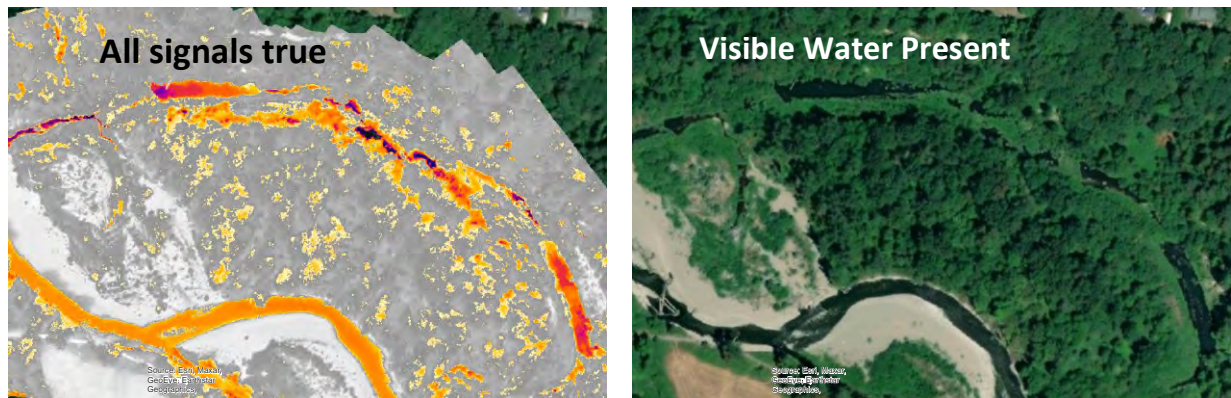 All signals true
Visible Water Present
Source: Esri, Maxar,
GeoEye, Earthstar
Geographics,
Source: Esri, Maxar,
GeoEye, Earthstar
Geographics,